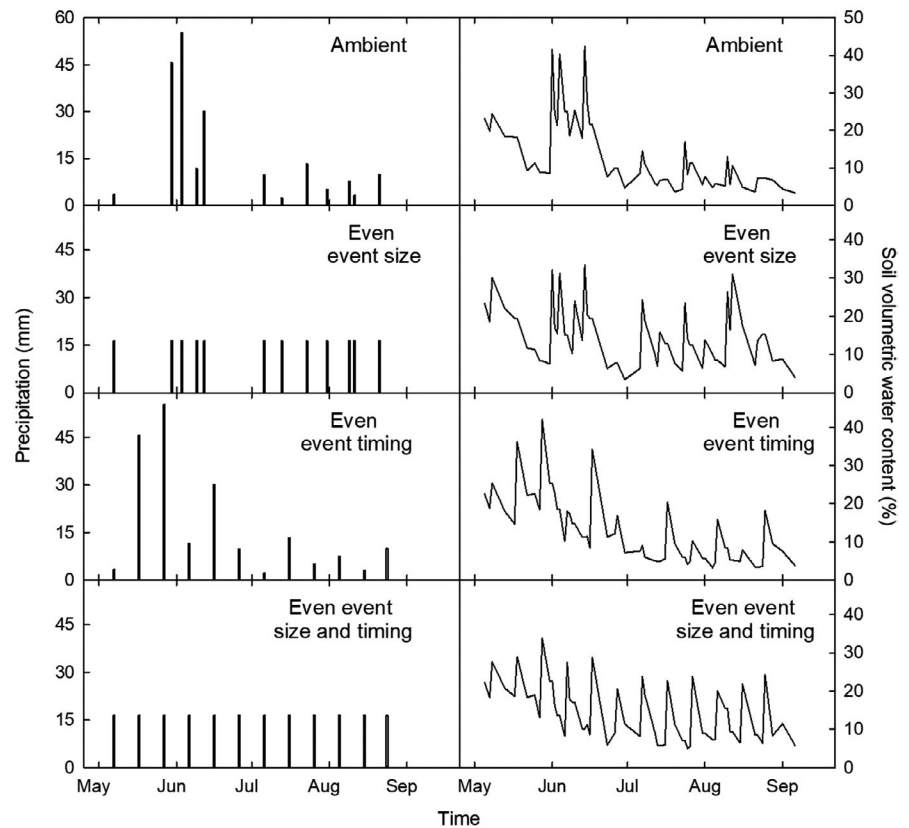 60
45
30
15
0
Ambient
Ambient
50
40
30
20
10
0
45
30
15
0
Even
event size
Even
event size
40
30
20
10
0
45
30
15
0
Even
event timing
Even
event timing
40
30
20
10
0
45
30
15
0
Even event
size and timing
Even event
size and timing
40
30
20
10
0
Precipitation (mm)
Soil volumetric water content (%)
May Jun Jul Aug Sep May Jun Jul Aug Sep
Time